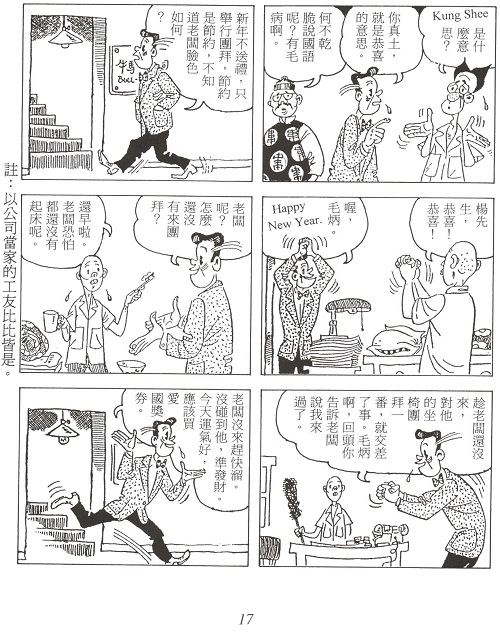 Kung Shee
是什
麼意
思？
你真土，
就是恭喜
的意思。
何不乾
脆說國語
呢？有毛
病啊。
新年不送禮，只
舉行團拜，節約
是節約，不知
道老闆臉色
如何
？
BULL
楊先
生，
恭喜！
恭喜！
喔，
毛炳。
Happy
New Year.
老闆
呢？
怎麼
還沒
有來團
拜？
還早啦。
老闆恐怕
都還沒有
起床呢。
趁老闆還沒
來，
對他
的坐
椅團
拜一
番，就交差
了事。毛炳
啊，回頭你
告訴老闆
說我來
過了。
老闆沒來趕快溜。
沒碰到他，準發財。
今天運氣好，
應該買
愛
國獎
券。
註：以公司當家的工友比比皆是。
17